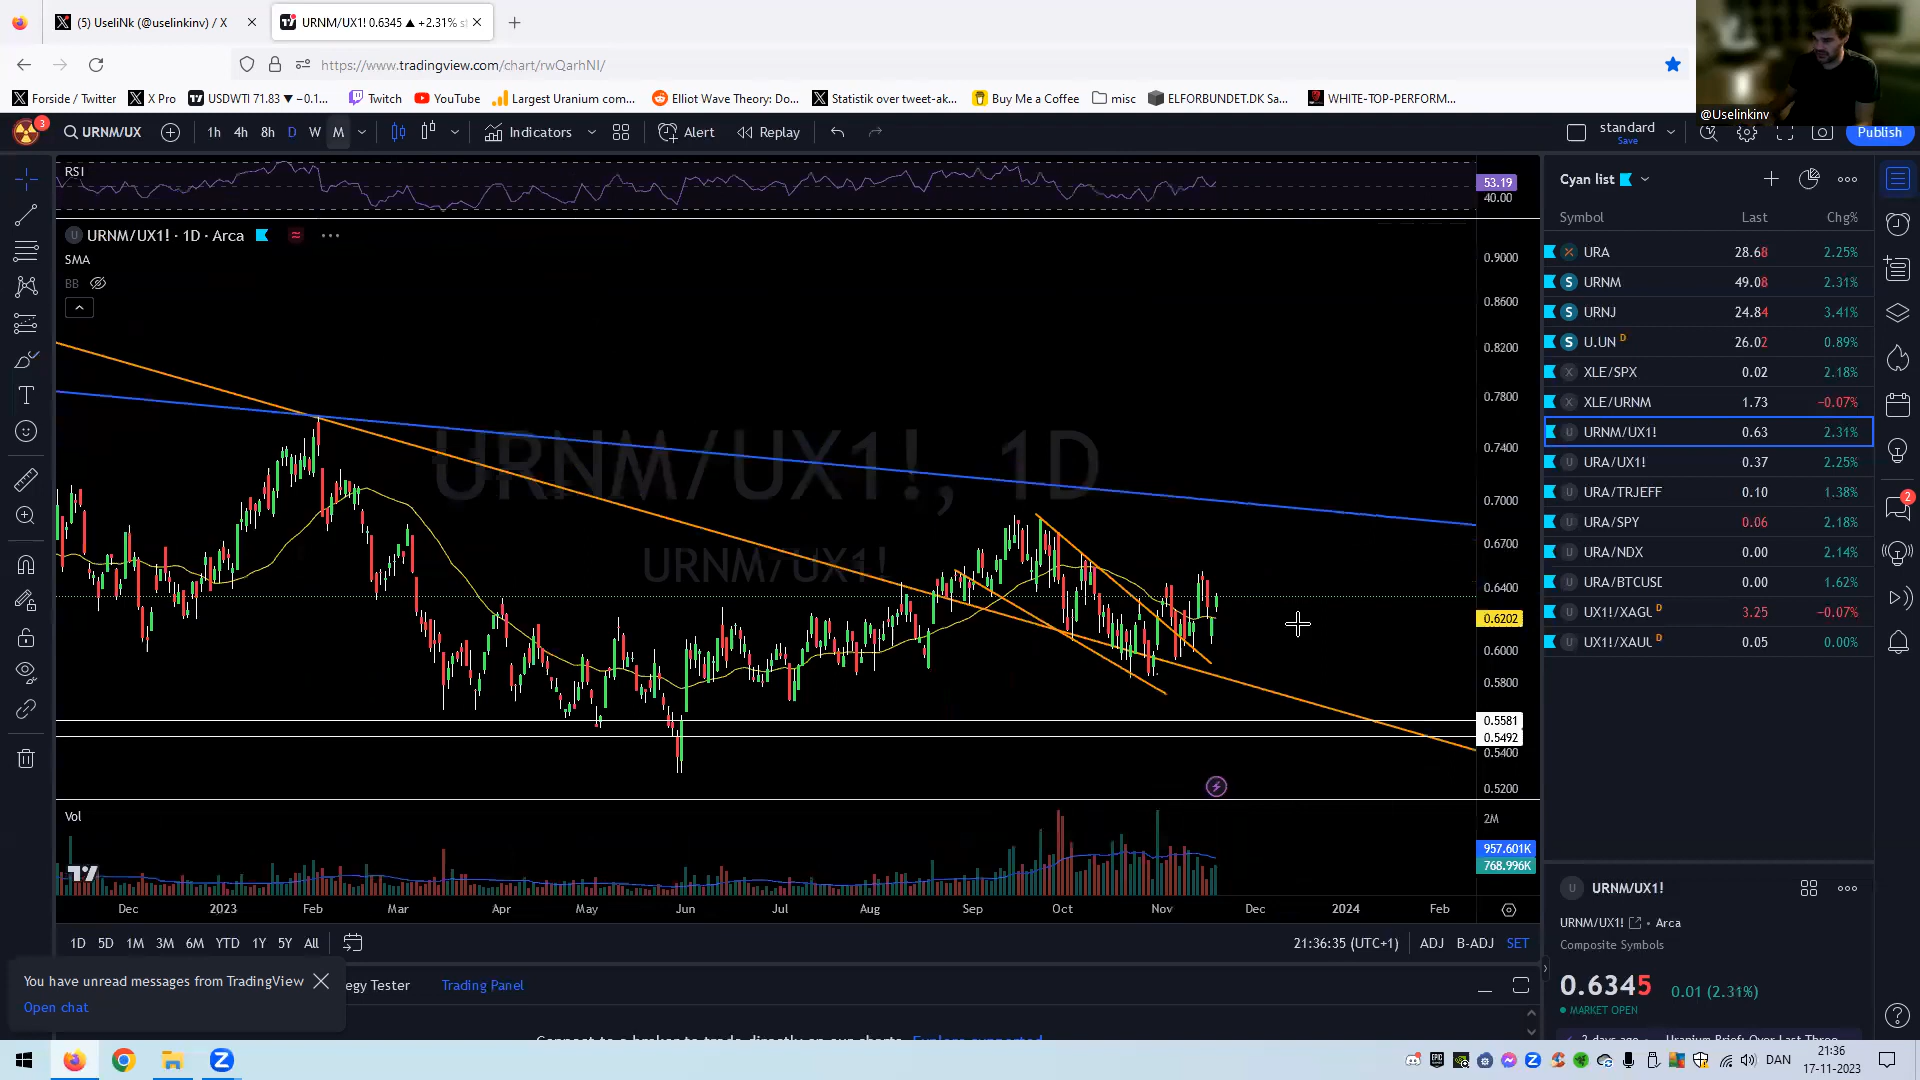 (5) UseliNk (@uselinkinv) / X
URNM/UX1! 0.6345 ▲ +2.31% s
https://www.tradingview.com/chart/rwQarhNI/
Forside / Twitter
X Pro
USDWTI 71.83 ▼ −0.1...
Twitch
YouTube
Largest Uranium com...
Elliot Wave Theory: Do...
Statistik over tweet-ak...
Buy Me a Coffee
misc
ELFORBUNDET.DK Sa...
WHITE-TOP-PERFORM...
@Uselinkinv
3
URNM/UX
1h 4h 8h D W M
Indicators
Alert
Replay
standard
Save
Publish
RSI
53.19
40.00
URNM/UX1! · 1D · Arca
SMA
BB
URNM/UX1!, 1D
URNM/UX1!
0.9000
0.8600
0.8200
0.7800
0.7400
0.7000
0.6700
0.6400
0.6202
0.6000
0.5800
0.5581
0.5492
0.5400
0.5200
Vol
2M
957.601K
768.996K
Dec 2023 Feb Mar Apr May Jun Jul Aug Sep Oct Nov Dec 2024 Feb
1D 5D 1M 3M 6M YTD 1Y 5Y All
21:36:35 (UTC+1)
ADJ B-ADJ SET
You have unread messages from TradingView
Open chat
egy Tester
Trading Panel
Cyan list
Symbol Last Chg%
URA 28.68 2.25%
URNM 49.08 2.31%
URNJ 24.84 3.41%
U.UN D 26.02 0.89%
XLE/SPX 0.02 2.18%
XLE/URNM 1.73 −0.07%
URNM/UX1! 0.63 2.31%
URA/UX1! 0.37 2.25%
URA/TRJEFF 0.10 1.38%
URA/SPY 0.06 2.18%
URA/NDX 0.00 2.14%
URA/BTCUSD 0.00 1.62%
UX1!/XAGU D 3.25 −0.07%
UX1!/XAUU D 0.05 0.00%
2
URNM/UX1!
URNM/UX1! · Arca
Composite Symbols
0.6345 0.01 (2.31%)
MARKET OPEN
DAN
21:36
17-11-2023